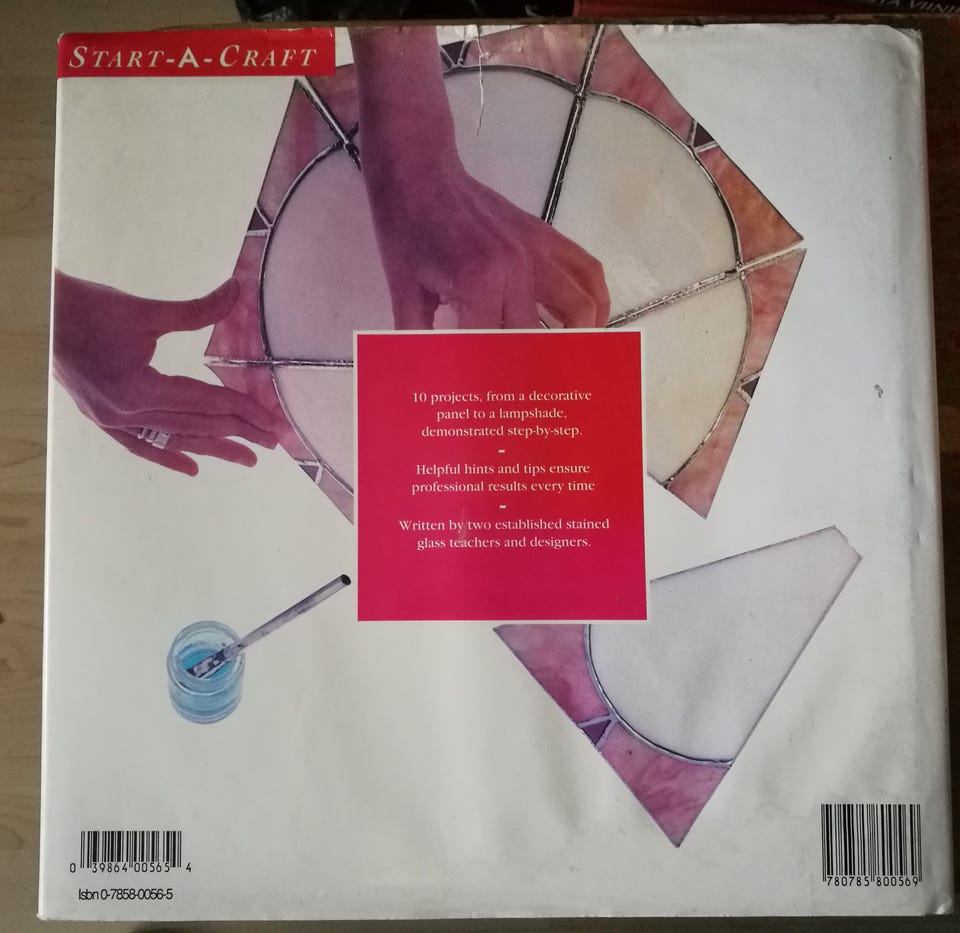 START-A-CRAFT
10 projects, from a decorative
panel to a lampshade,
demonstrated step-by-step.
Helpful hints and tips ensure
professional results every time
Written by two established stained
glass teachers and designers.
0 39864 00565 4
Isbn 0-7858-0056-5
780785 800569